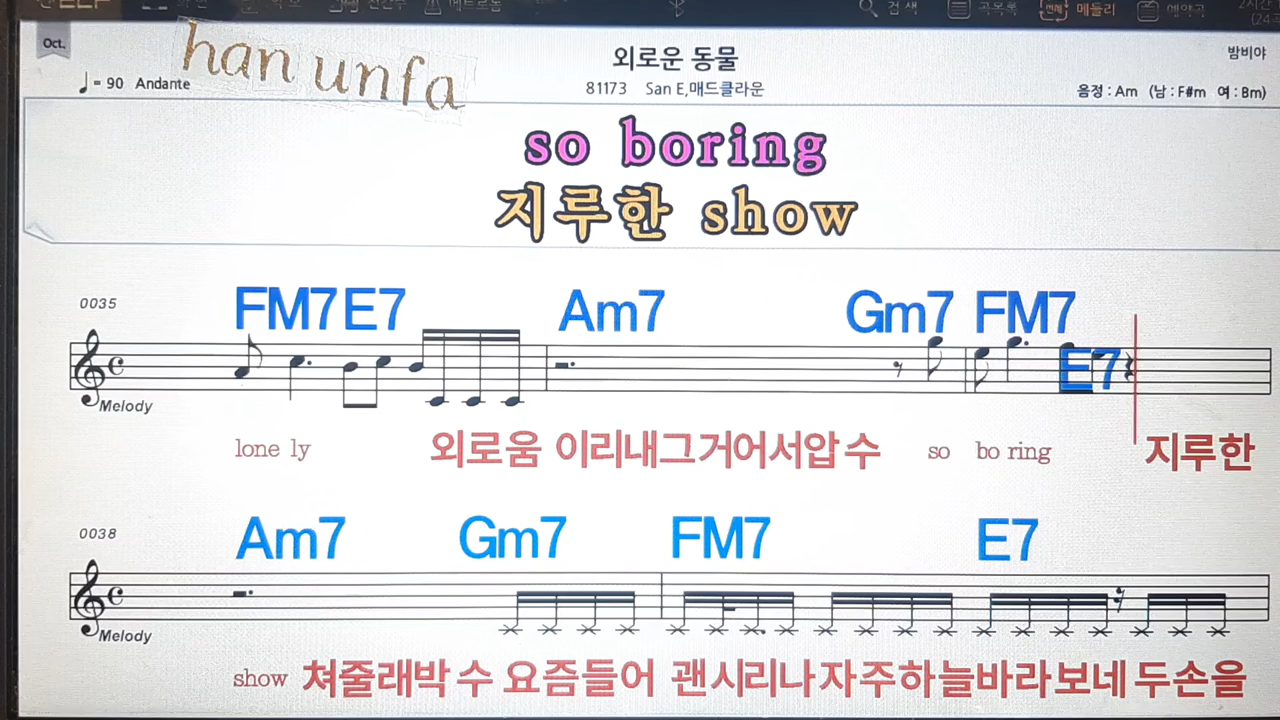 검색 곡목록 메들리 예약곡
Oct.
han unfa
외로운 동물
밤비야
♩= 90 Andante
81173 San E,매드클라운
음정 : Am (남 : F#m 여 : Bm)
so boring
지루한 show
0035
FM7 E7 Am7 Gm7 FM7 E7
Melody
lone ly 외로움 이리내그거어서압수 so bo ring 지루한
0038
Am7 Gm7 FM7 E7
Melody
show 쳐줄래박수 요즘들어 괜시리나자주하늘바라보네두손을